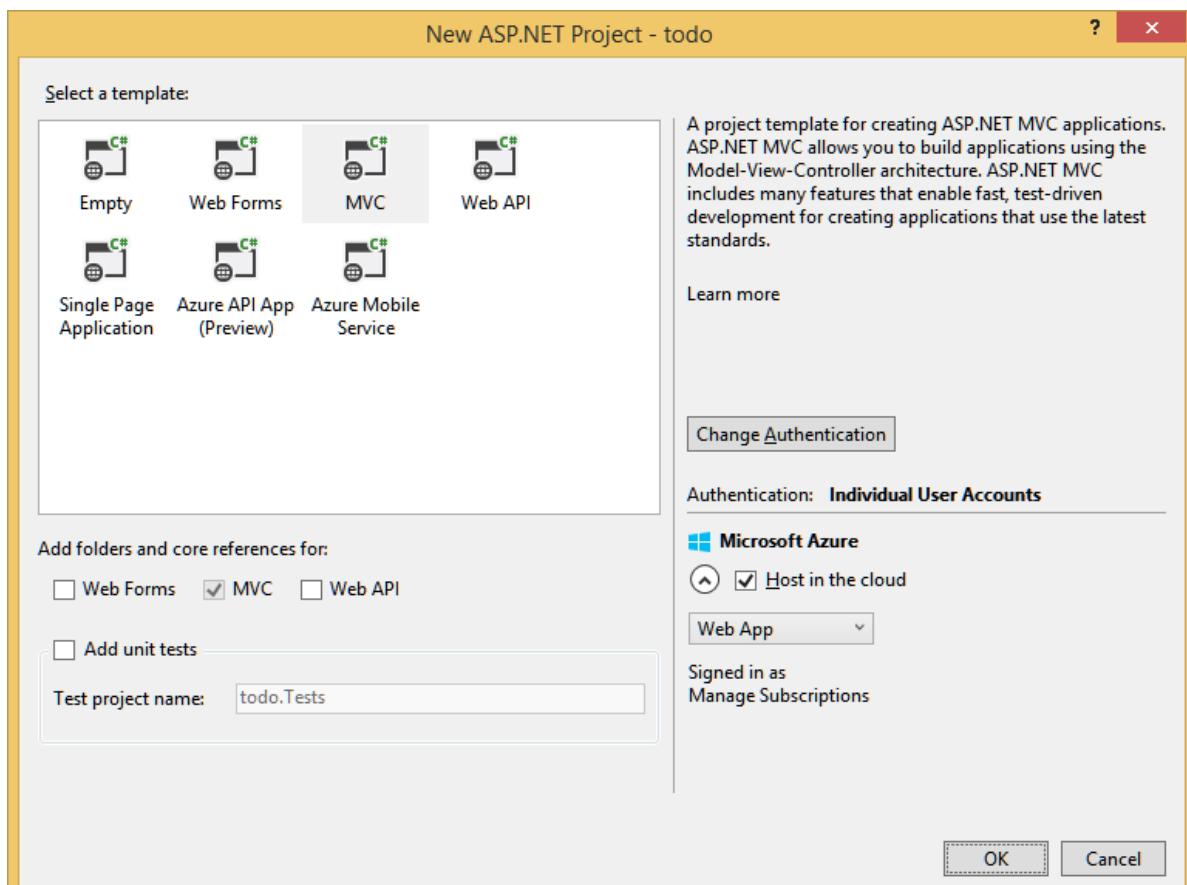 New ASP.NET Project - todo
?
Select a template:
C#
C#
C#
C#
Empty
Web Forms
MVC
Web API
C#
C#
C#
Single Page
Application
Azure API App
(Preview)
Azure Mobile
Service
A project template for creating ASP.NET MVC applications.
ASP.NET MVC allows you to build applications using the
Model-View-Controller architecture. ASP.NET MVC
includes many features that enable fast, test-driven
development for creating applications that use the latest
standards.
Learn more
Change Authentication
Authentication: Individual User Accounts
Microsoft Azure
Host in the cloud
Web App
Signed in as
Manage Subscriptions
Add folders and core references for:
Web Forms
MVC
Web API
Add unit tests
Test project name: todo.Tests
OK
Cancel